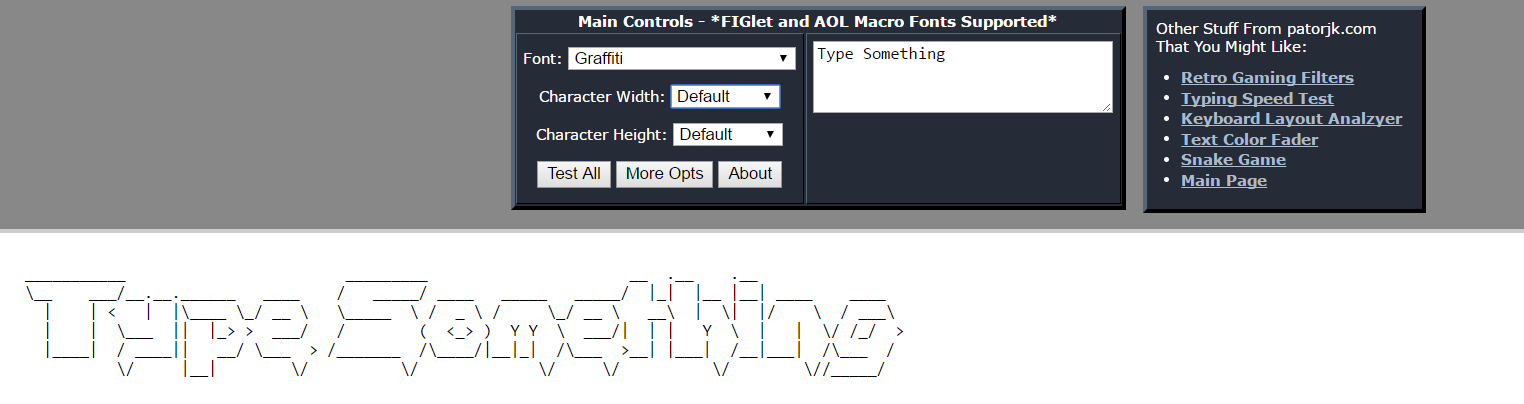 Main Controls - *FIGlet and AOL Macro Fonts Supported*
Font: Graffiti
Character Width: Default
Character Height: Default
Test All More Opts About
Type Something
Other Stuff From patorjk.com
That You Might Like:
Retro Gaming Filters
Typing Speed Test
Keyboard Layout Analzyer
Text Color Fader
Snake Game
Main Page
Type Something